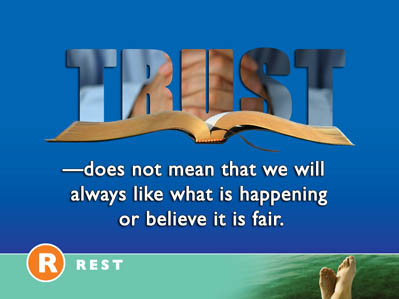 TRUST
—does not mean that we will
always like what is happening
or believe it is fair.
R REST